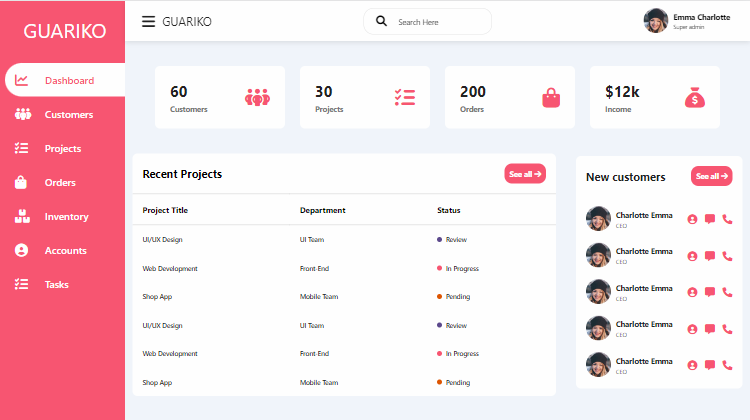 GUARIKO
GUARIKO
Search Here
Emma Charlotte
Super admin
Dashboard
Customers
Projects
Orders
Inventory
Accounts
Tasks
60
Customers
30
Projects
200
Orders
$12k
Income
Recent Projects
See all
Project Title Department Status
UI/UX Design UI Team Review
Web Development Front-End In Progress
Shop App Mobile Team Pending
UI/UX Design UI Team Review
Web Development Front-End In Progress
Shop App Mobile Team Pending
New customers
See all
Charlotte Emma
CEO
Charlotte Emma
CEO
Charlotte Emma
CEO
Charlotte Emma
CEO
Charlotte Emma
CEO